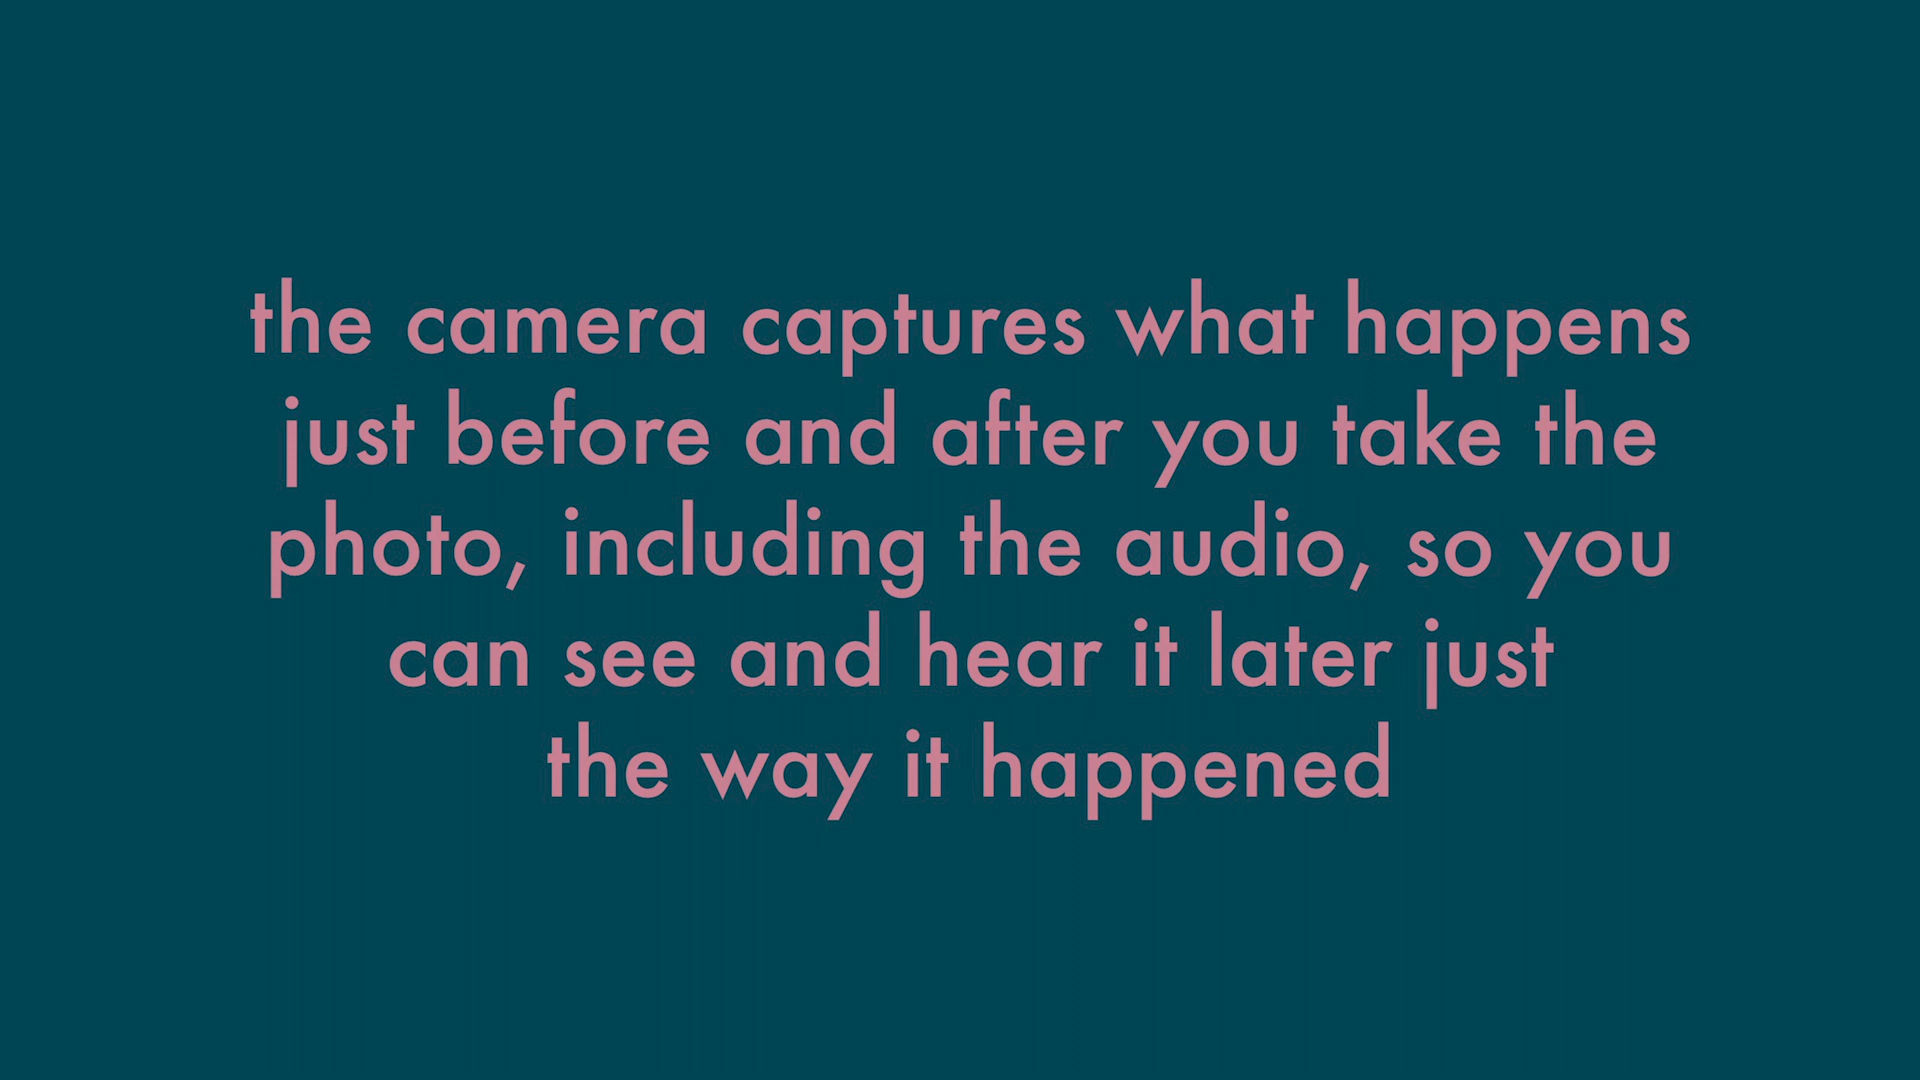 the camera captures what happens
just before and after you take the
photo, including the audio, so you
can see and hear it later just
the way it happened